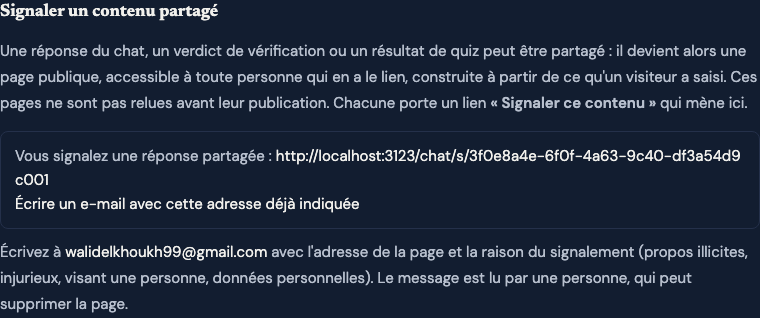 Signaler un contenu partagé
Une réponse du chat, un verdict de vérification ou un résultat de quiz peut être partagé : il devient alors une
page publique, accessible à toute personne qui en a le lien, construite à partir de ce qu'un visiteur a saisi. Ces
pages ne sont pas relues avant leur publication. Chacune porte un lien « Signaler ce contenu » qui mène ici.
Vous signalez une réponse partagée : http://localhost:3123/chat/s/3f0e8a4e-6f0f-4a63-9c40-df3a54d9
c001
Écrire un e-mail avec cette adresse déjà indiquée
Écrivez à walidelkhoukh99@gmail.com avec l'adresse de la page et la raison du signalement (propos illicites,
injurieux, visant une personne, données personnelles). Le message est lu par une personne, qui peut
supprimer la page.